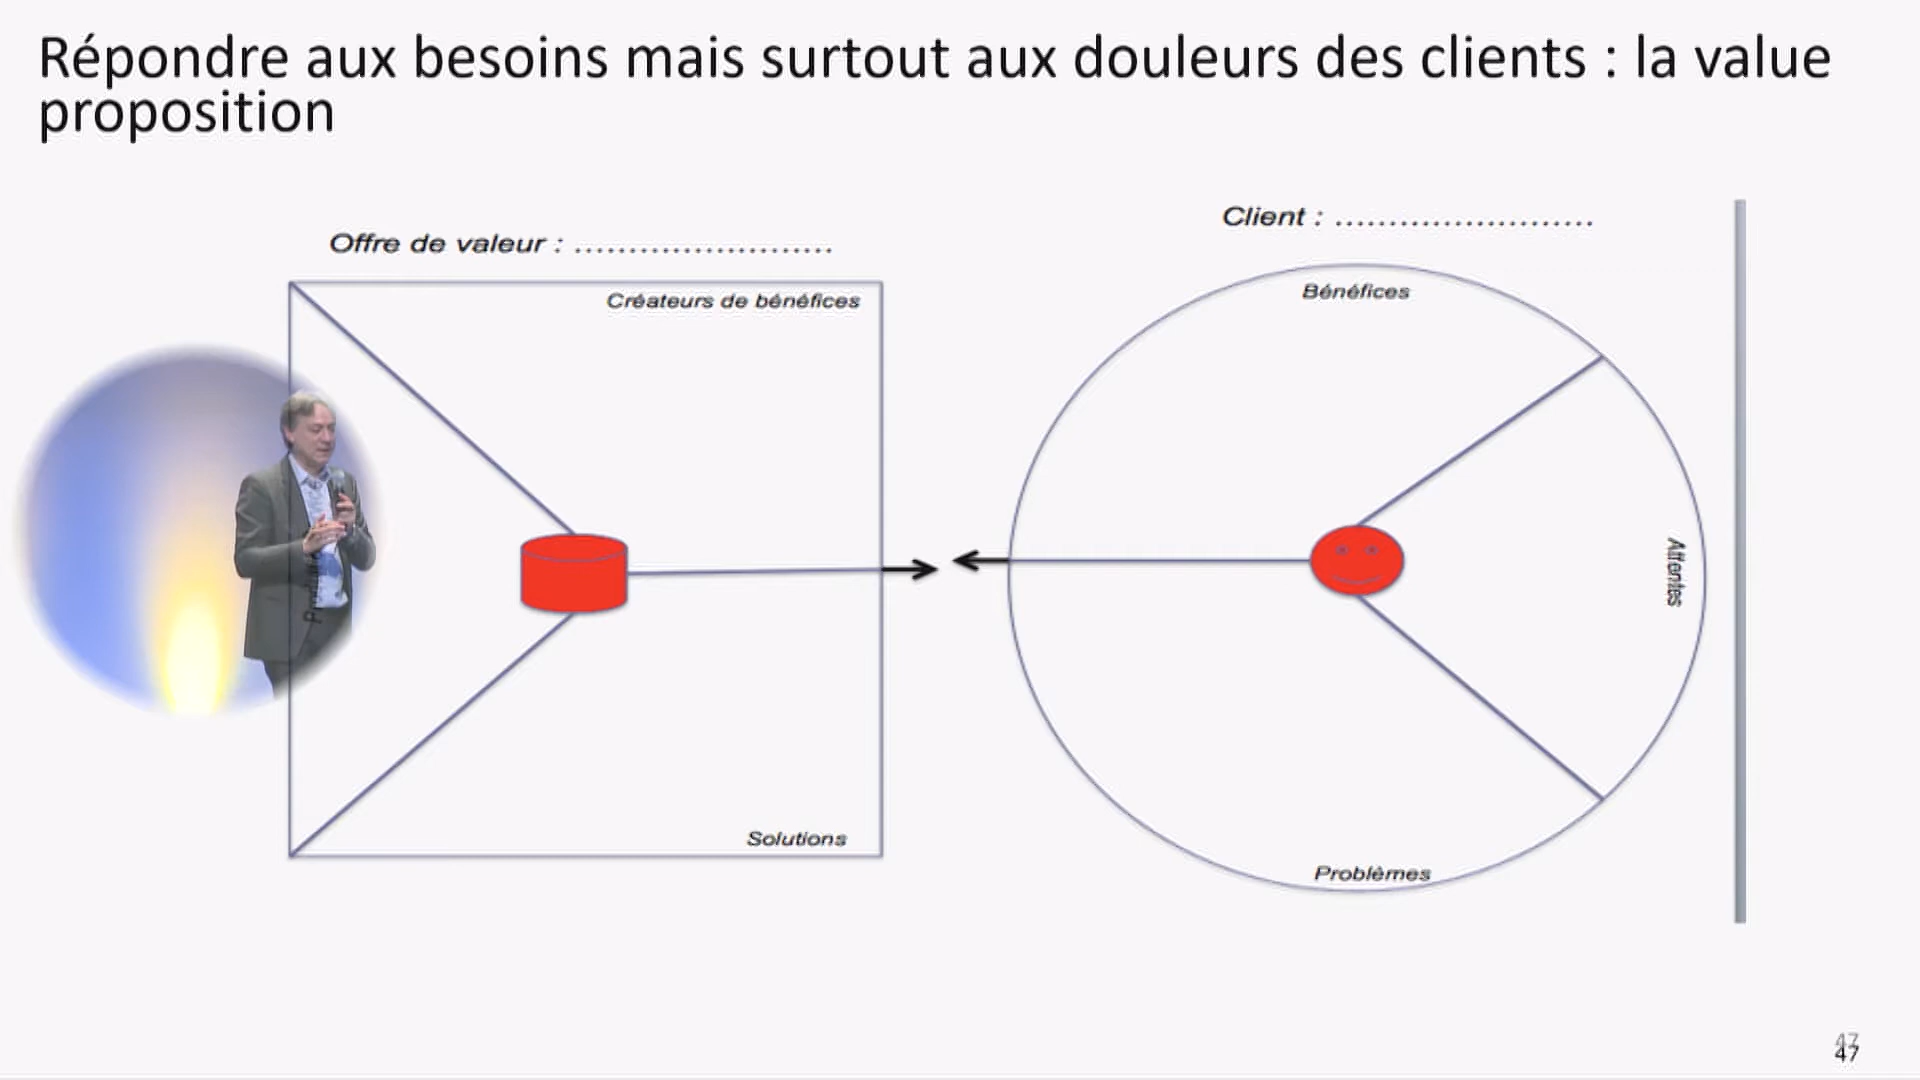 Répondre aux besoins mais surtout aux douleurs des clients : la value
proposition
Offre de valeur : ........................
Client : ........................
Créateurs de bénéfices
Bénéfices
Attentes
Solutions
Problèmes
47
47